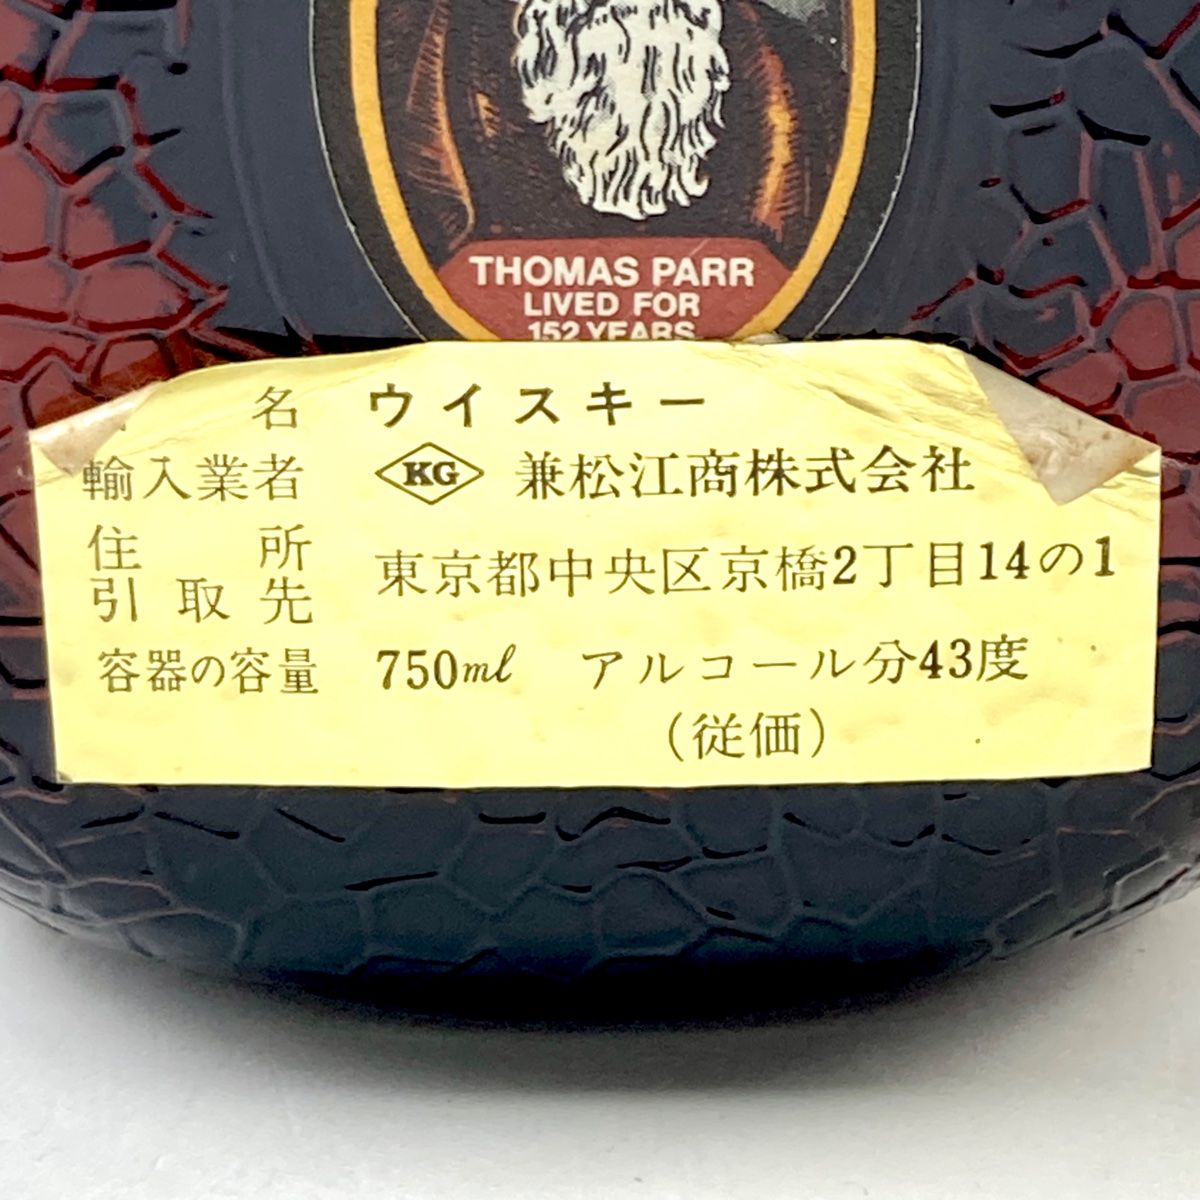 THOMAS PARR
LIVED FOR
152 YEARS
名 ウイスキー
輸入業者 KG 兼松江商株式会社
住所
引取先 東京都中央区京橋2丁目14の1
容器の容量 750ml アルコール分43度
(従価)